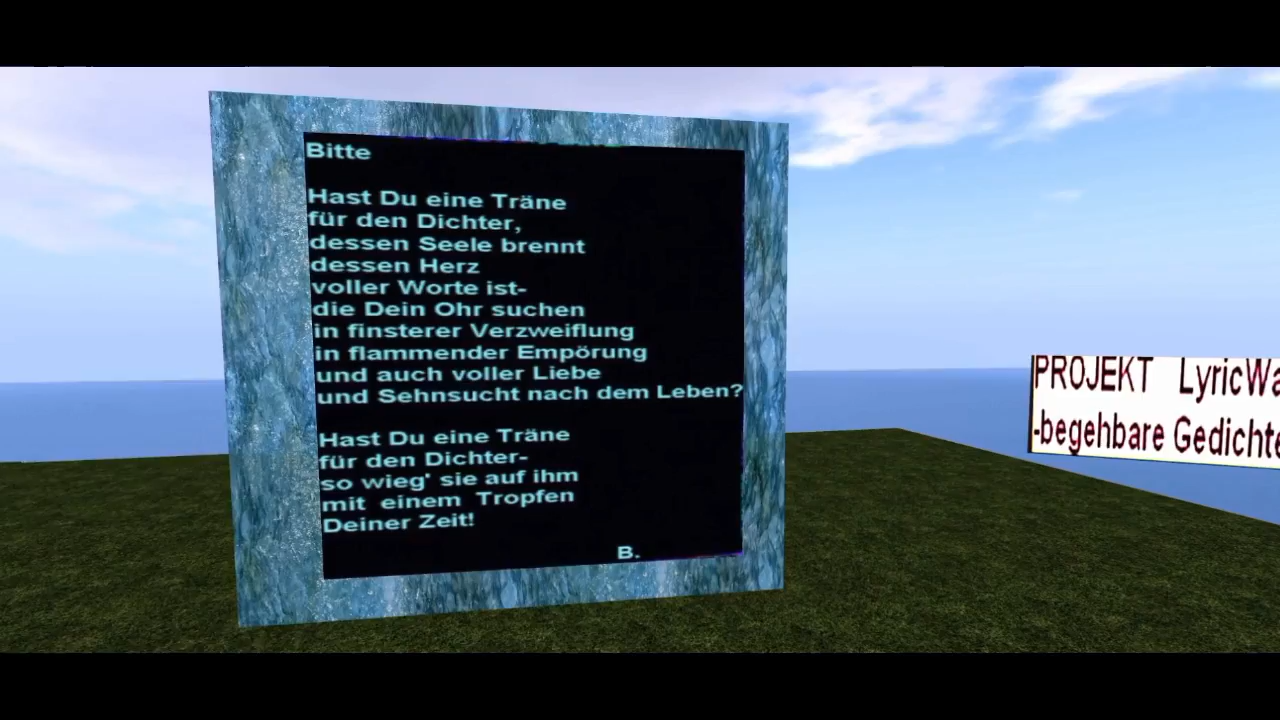 Bitte
Hast Du eine Träne
für den Dichter,
dessen Seele brennt
dessen Herz
voller Worte ist-
die Dein Ohr suchen
in finsterer Verzweiflung
in flammender Empörung
und auch voller Liebe
und Sehnsucht nach dem Leben?
Hast Du eine Träne
für den Dichter-
so wieg' sie auf ihm
mit einem Tropfen
Deiner Zeit!
B.
PROJEKT LyricWa
-begehbare Gedichte